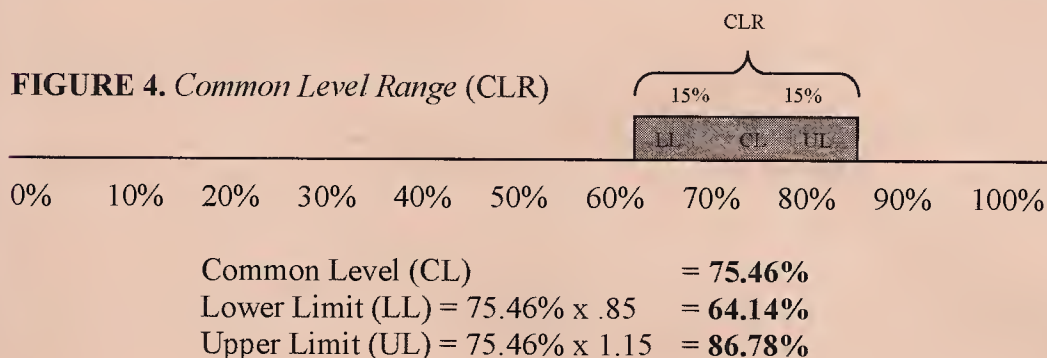 CLR
FIGURE 4. Common Level Range (CLR)
15% 15%
LL CL UL
0% 10% 20% 30% 40% 50% 60% 70% 80% 90% 100%
Common Level (CL) = 75.46%
Lower Limit (LL) = 75.46% x .85 = 64.14%
Upper Limit (UL) = 75.46% x 1.15 = 86.78%